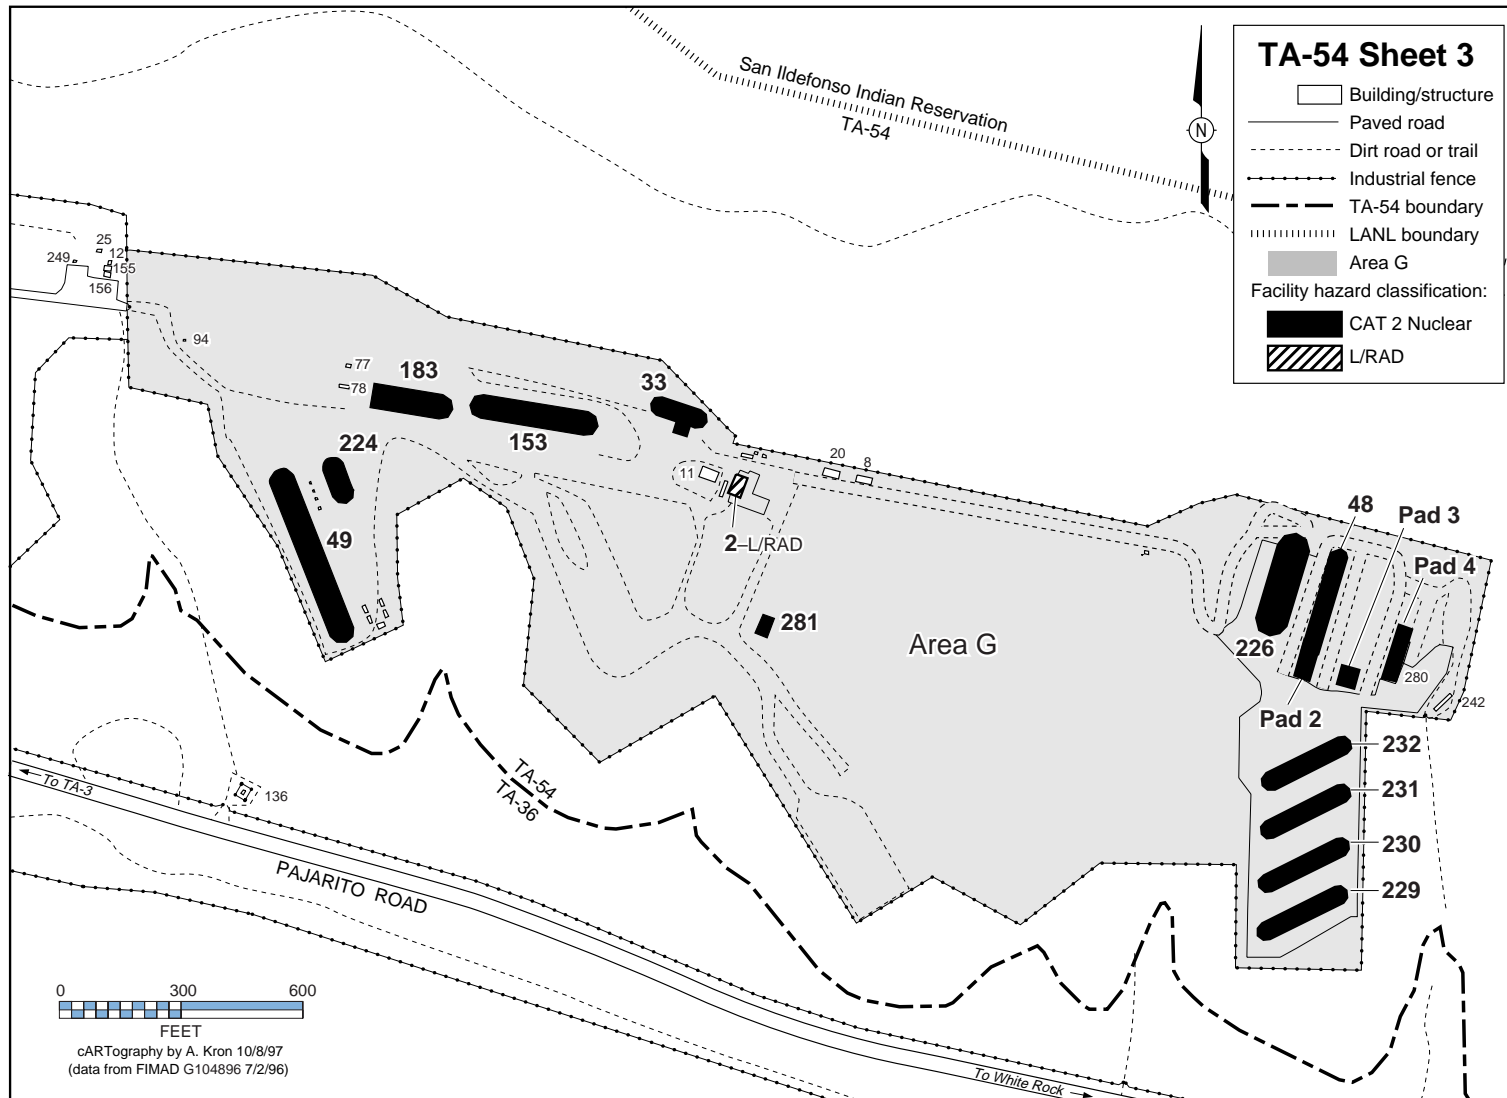 TA-54 Sheet 3
Building/structure
Paved road
Dirt road or trail
Industrial fence
TA-54 boundary
LANL boundary
Area G
Facility hazard classification:
CAT 2 Nuclear
L/RAD
San Ildefonso Indian Reservation
TA-54
N
25
12
249
155
156
94
77
78
183
33
153
224
49
11
20
8
2–L/RAD
281
Area G
48
Pad 3
Pad 4
226
280
242
Pad 2
232
231
230
229
TA-54
TA-36
To TA-3
136
PAJARITO ROAD
To White Rock
0 300 600
FEET
cARTography by A. Kron 10/8/97
(data from FIMAD G104896 7/2/96)